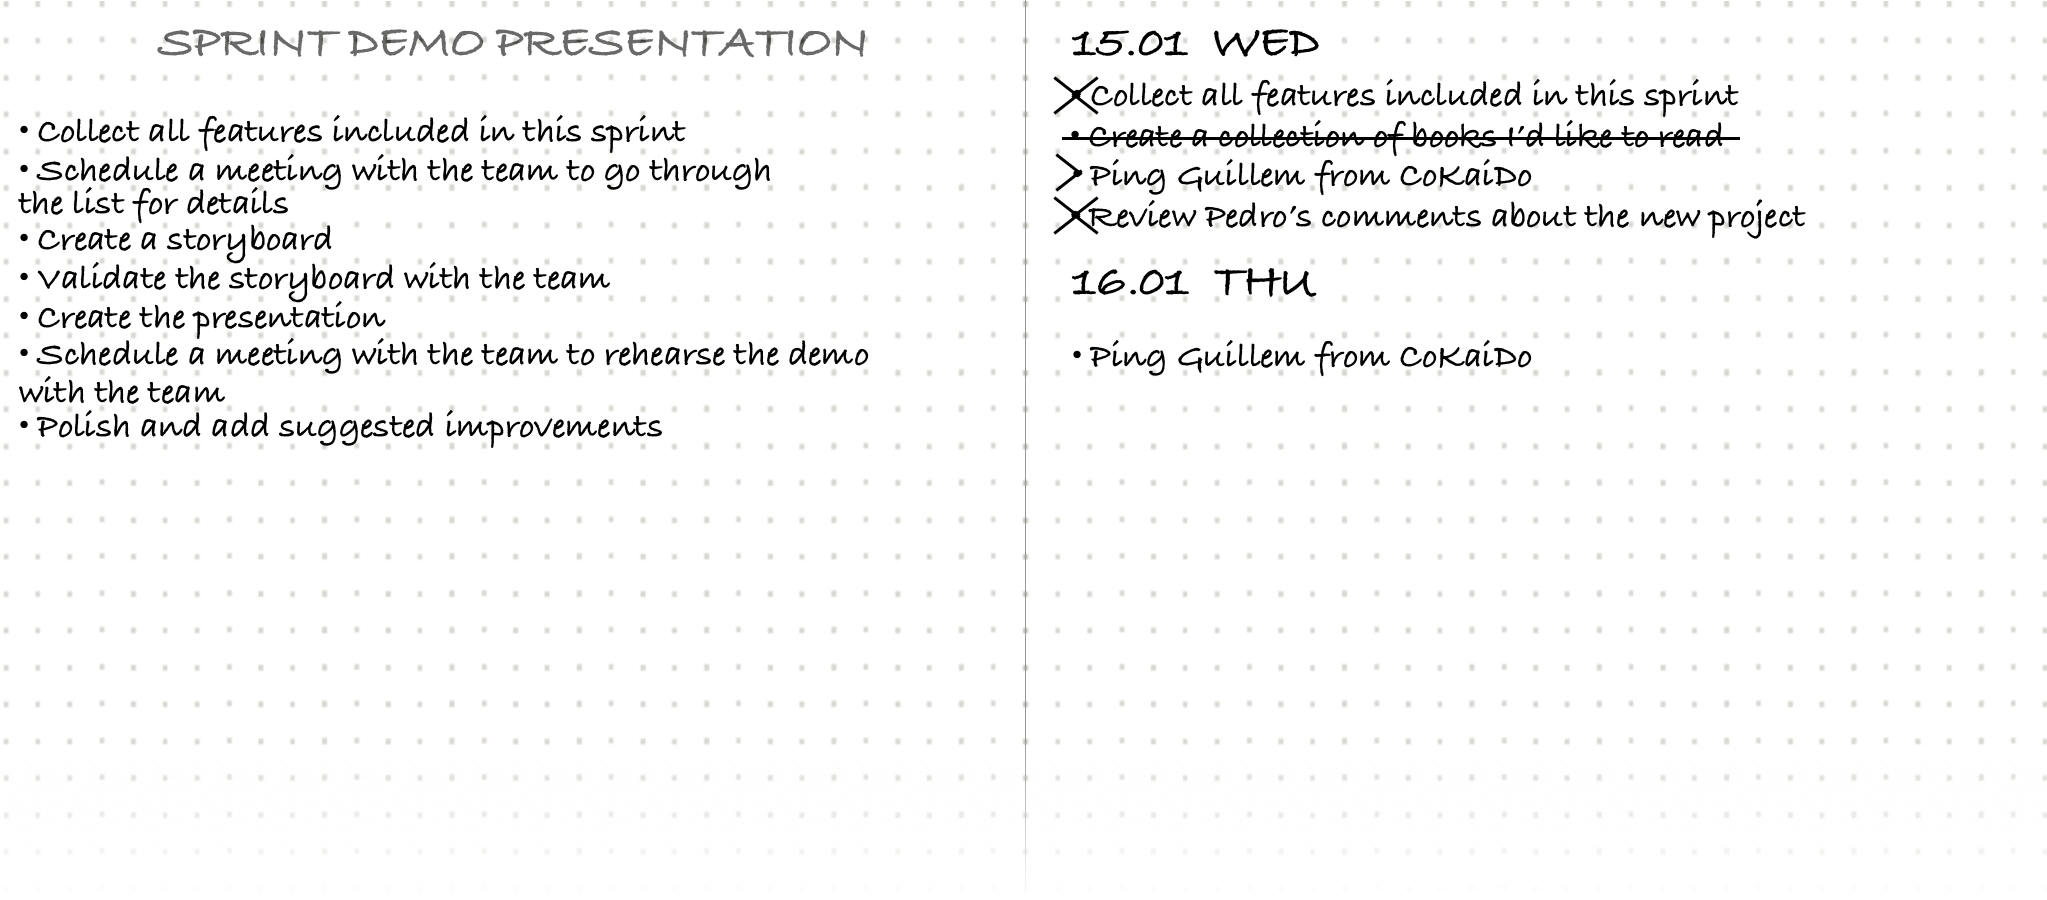 SPRINT DEMO PRESENTATION
• Collect all features included in this sprint
• Schedule a meeting with the team to go through
the list for details
• Create a storyboard
• Validate the storyboard with the team
• Create the presentation
• Schedule a meeting with the team to rehearse the demo
with the team
• Polish and add suggested improvements
15.01 WED
× Collect all features included in this sprint
• Create a collection of books I'd like to read
> Ping Guillem from CoKaiDo
× Review Pedro's comments about the new project
16.01 THU
• Ping Guillem from CoKaiDo